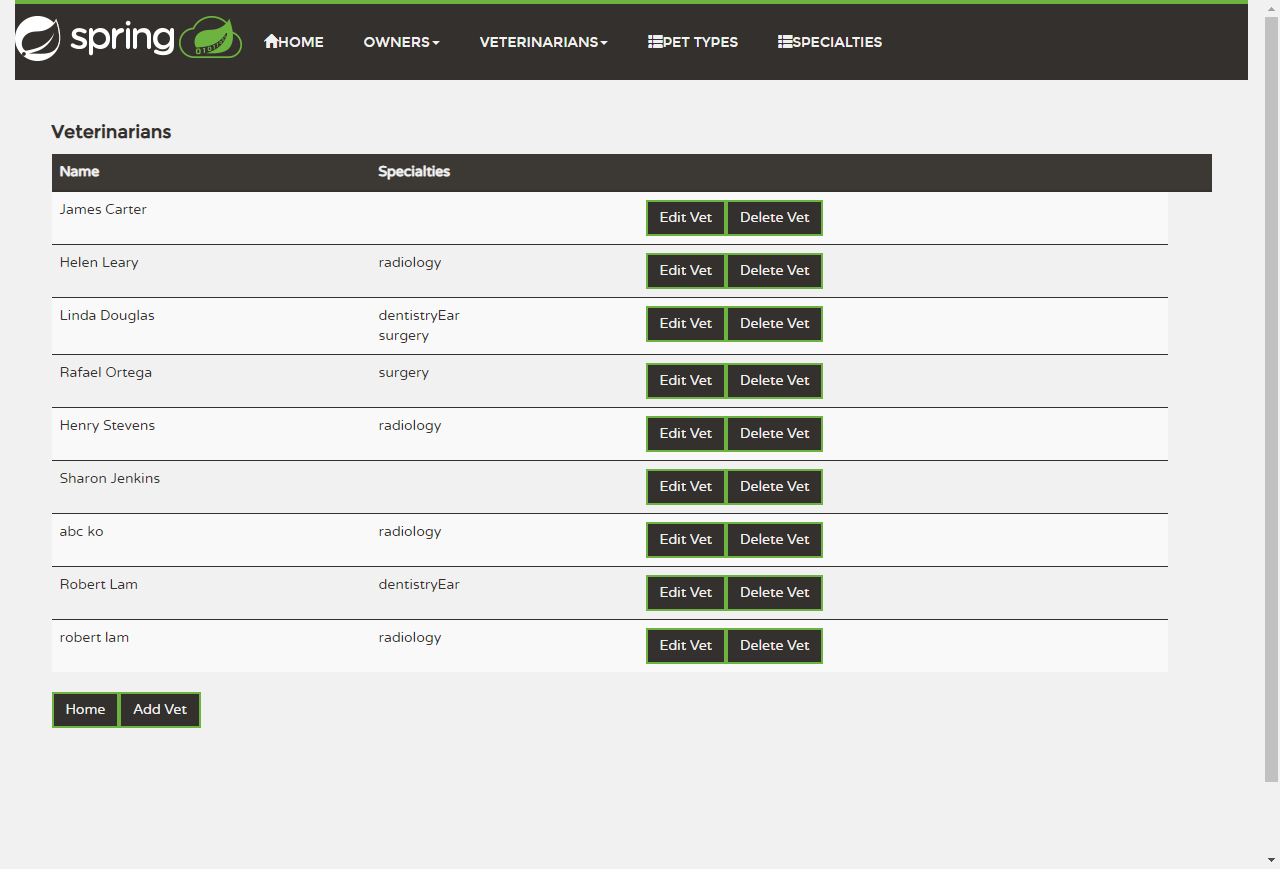 spring HOME OWNERS VETERINARIANS PET TYPES SPECIALTIES
Veterinarians
Name Specialties
James Carter Edit Vet Delete Vet
Helen Leary radiology Edit Vet Delete Vet
Linda Douglas dentistryEar Edit Vet Delete Vet
surgery
Rafael Ortega surgery Edit Vet Delete Vet
Henry Stevens radiology Edit Vet Delete Vet
Sharon Jenkins Edit Vet Delete Vet
abc ko radiology Edit Vet Delete Vet
Robert Lam dentistryEar Edit Vet Delete Vet
robert lam radiology Edit Vet Delete Vet
Home Add Vet